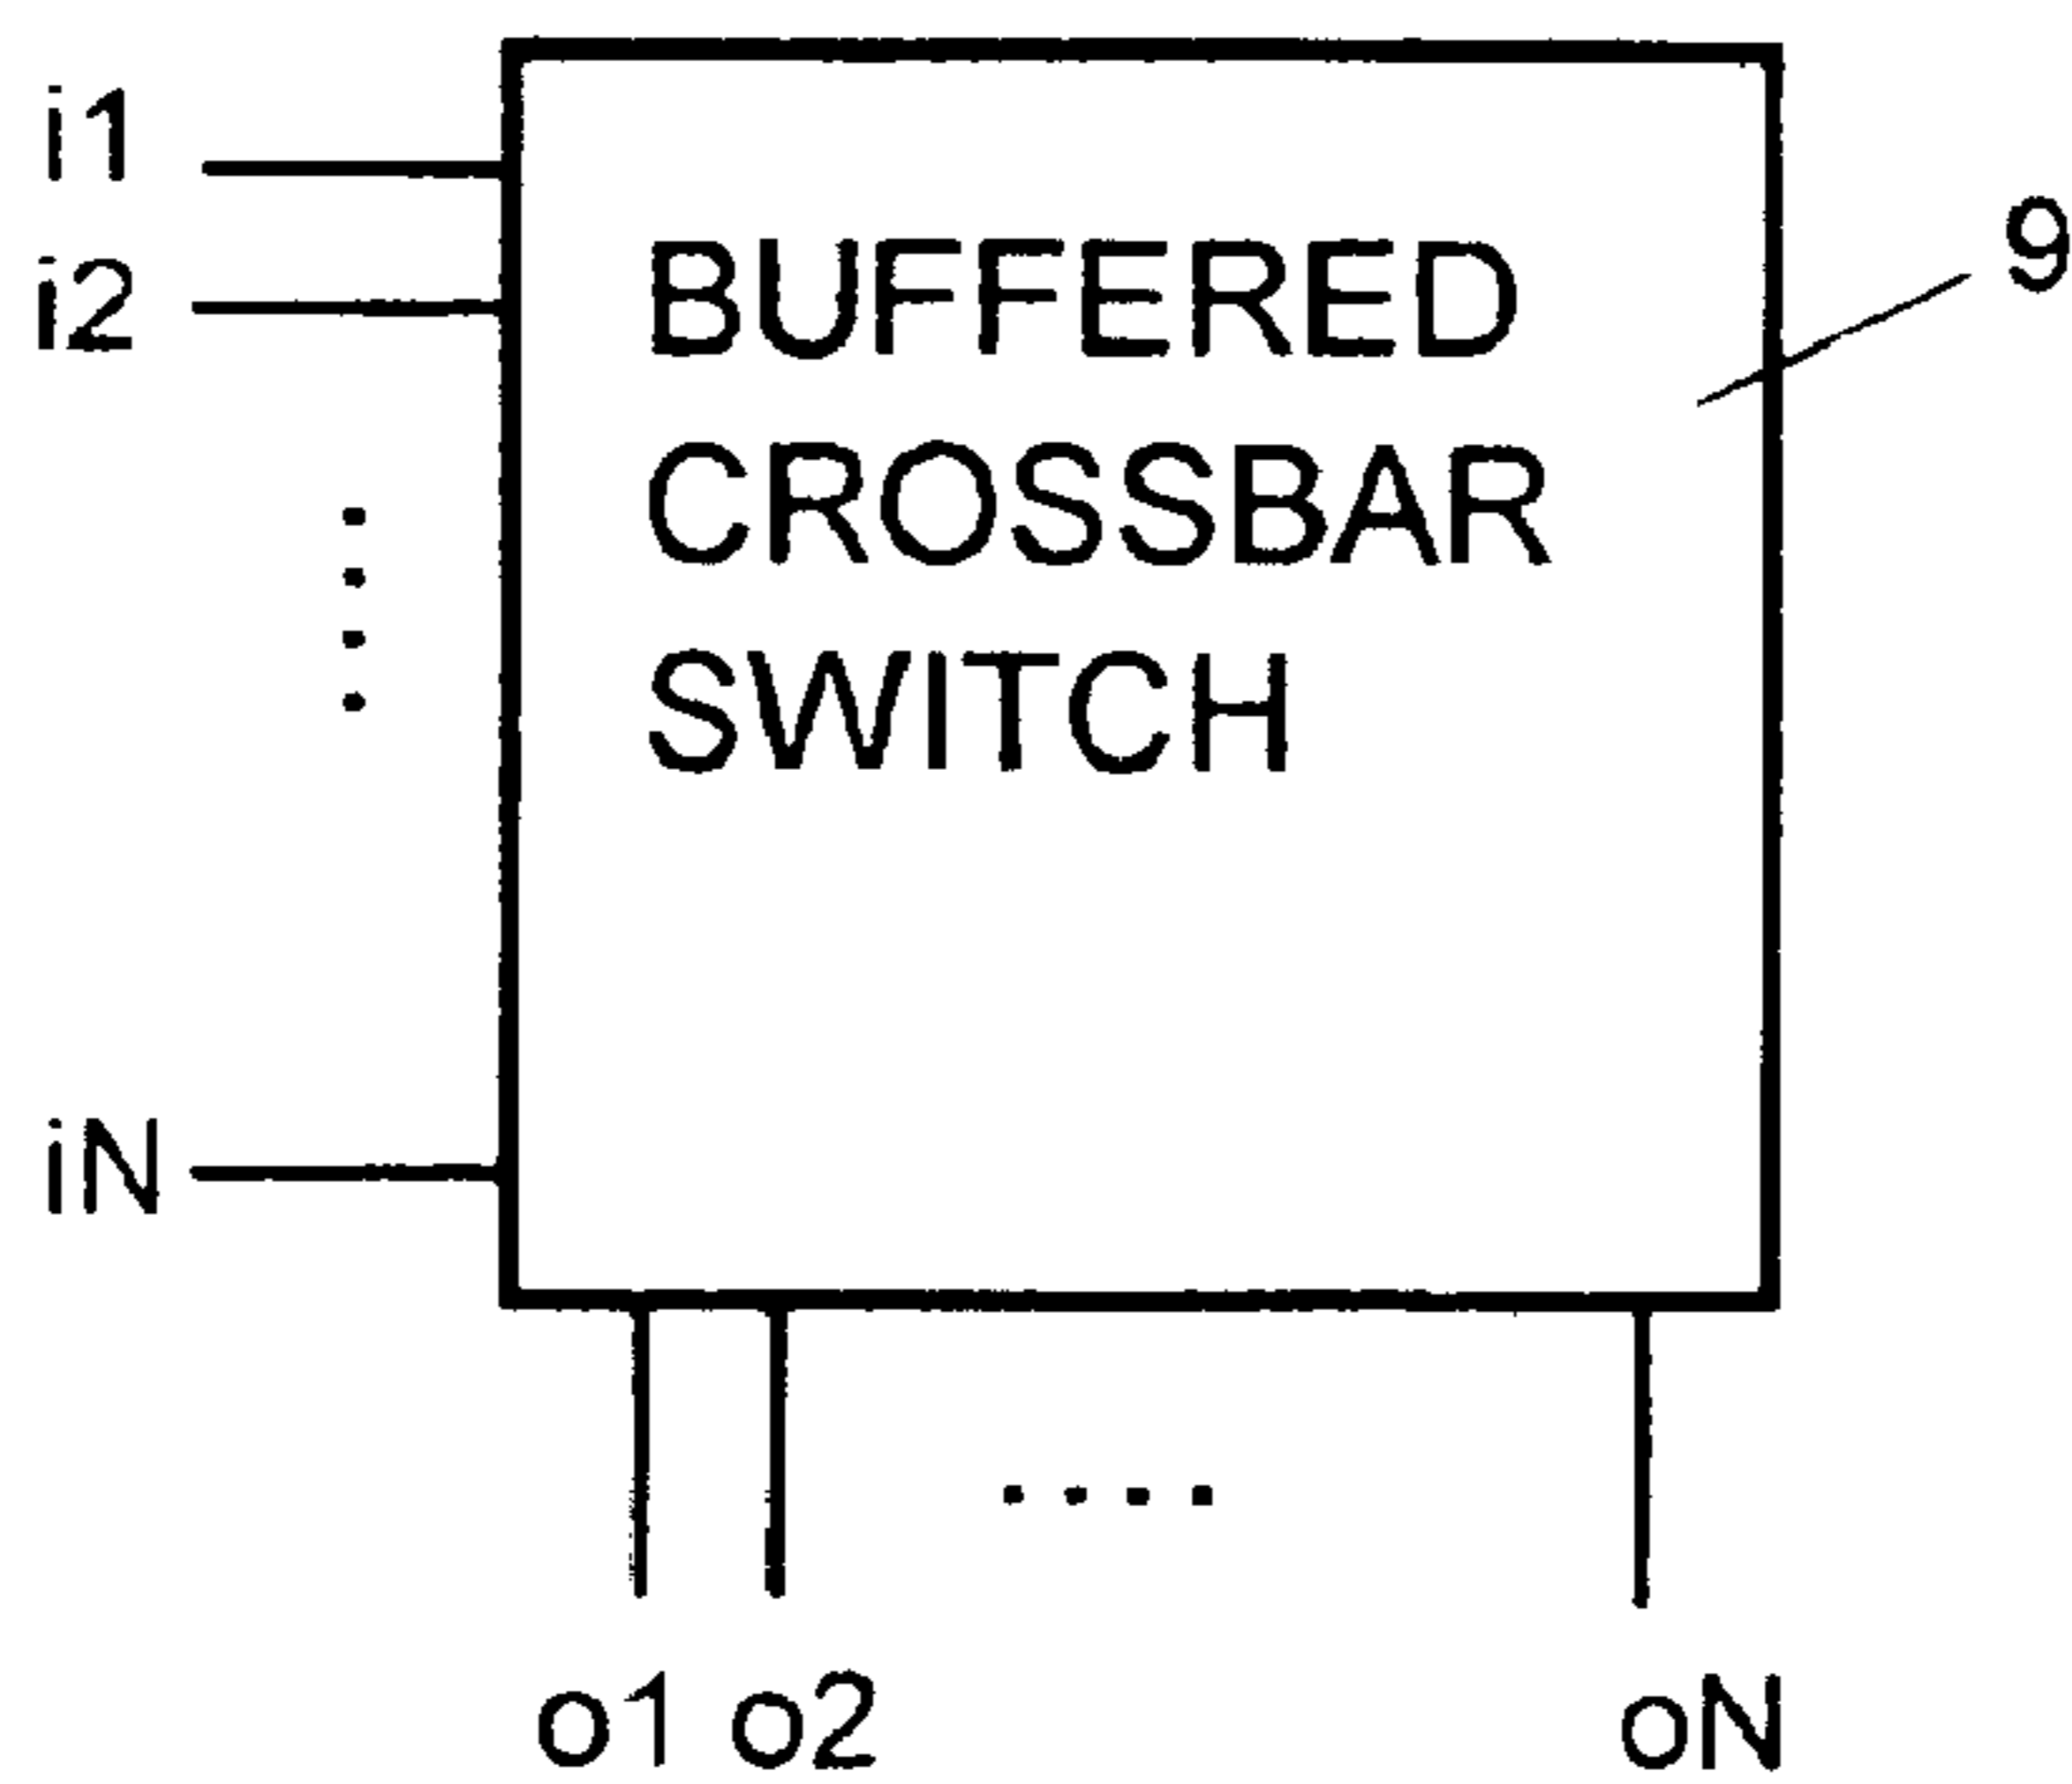 i1
i2
BUFFERED
9
CROSSBAR
SWITCH
iN
o1 o2 oN